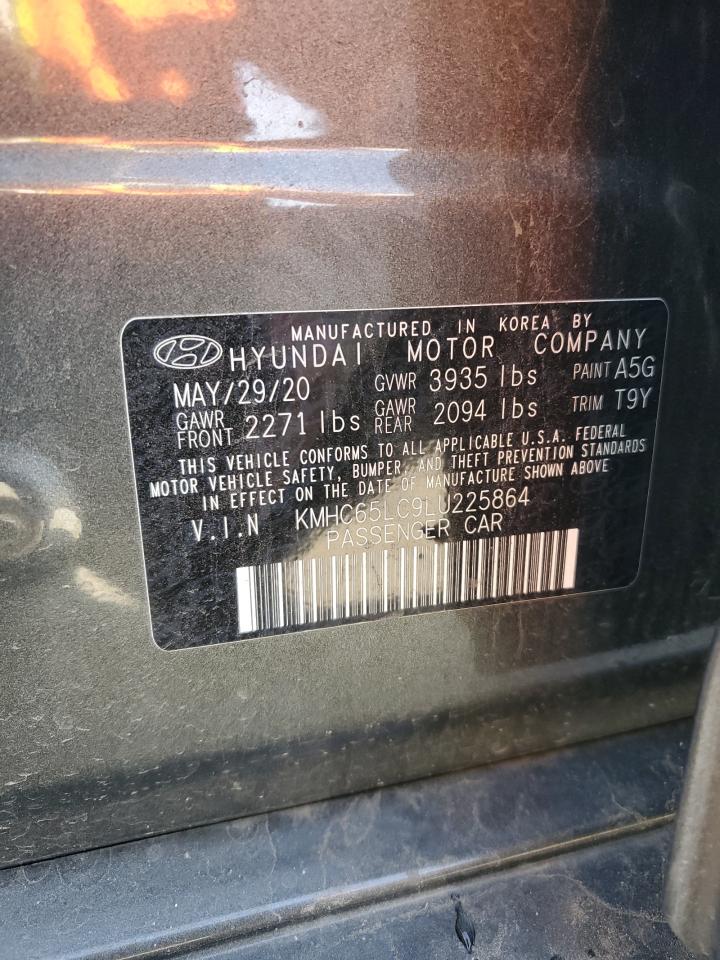 MANUFACTURED IN KOREA BY
HYUNDAI MOTOR COMPANY
MAY/29/20 GVWR 3935 lbs PAINT A5G
GAWR FRONT 2271 lbs GAWR REAR 2094 lbs TRIM T9Y
THIS VEHICLE CONFORMS TO ALL APPLICABLE U.S.A. FEDERAL
MOTOR VEHICLE SAFETY, BUMPER, AND THEFT PREVENTION STANDARDS
IN EFFECT ON THE DATE OF MANUFACTURE SHOWN ABOVE
V.I.N KMHC65LC9LU225864
PASSENGER CAR